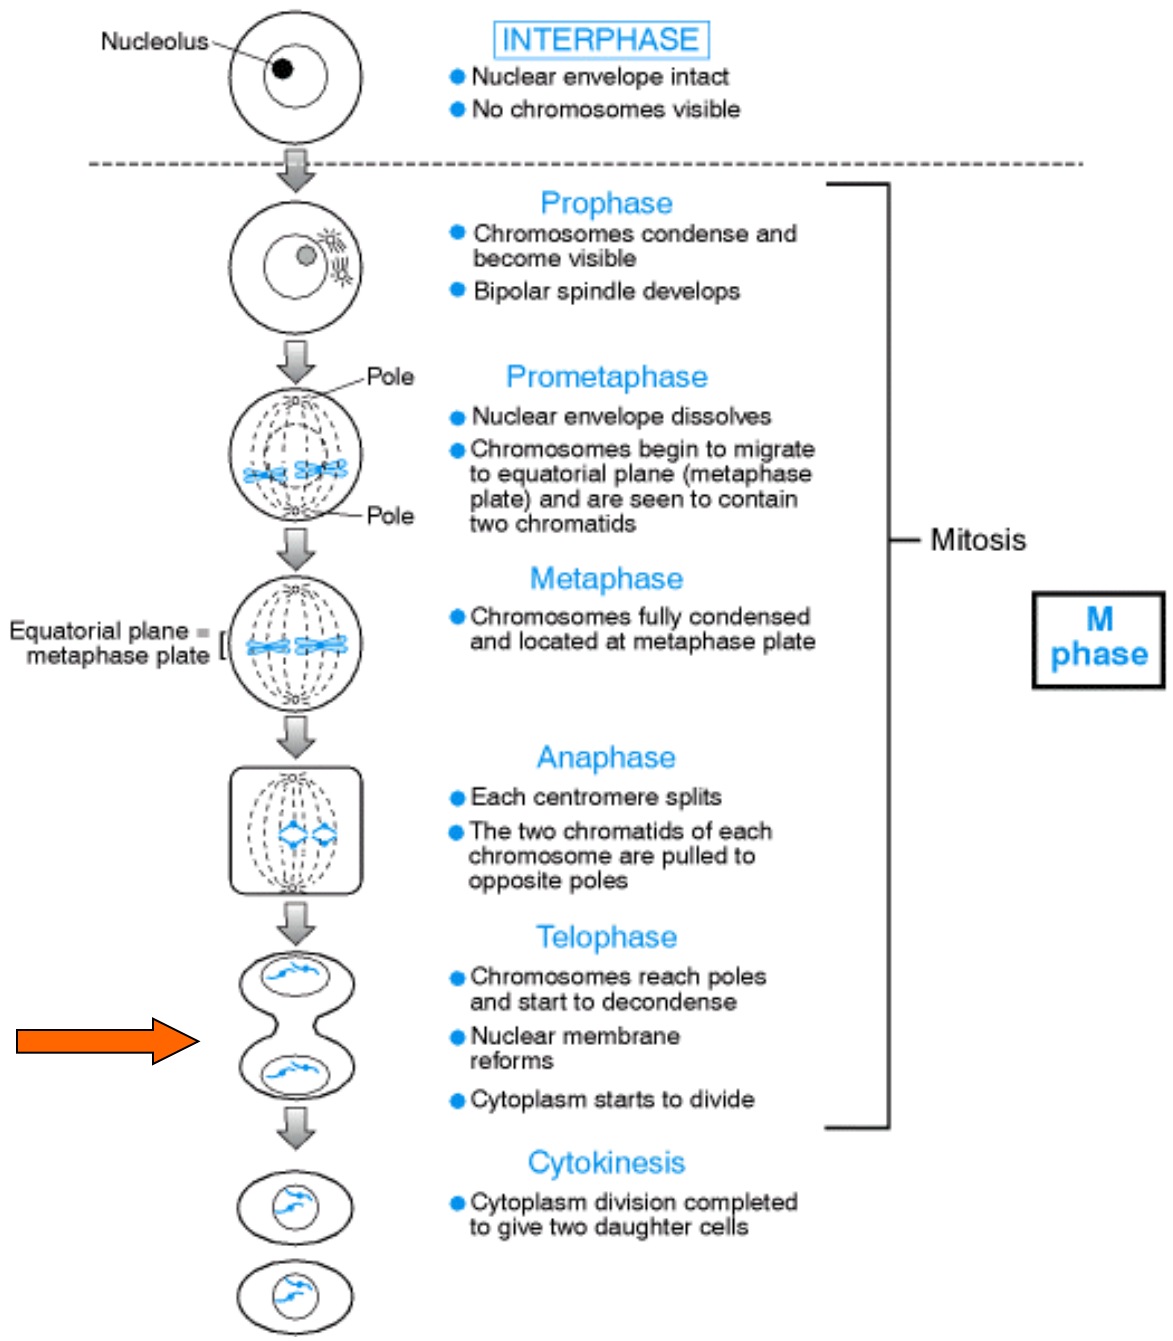 Nucleolus
INTERPHASE
Nuclear envelope intact
No chromosomes visible
Prophase
Chromosomes condense and
become visible
Bipolar spindle develops
Pole
Pole
Prometaphase
Nuclear envelope dissolves
Chromosomes begin to migrate
to equatorial plane (metaphase
plate) and are seen to contain
two chromatids
Mitosis
Equatorial plane =
metaphase plate
Metaphase
Chromosomes fully condensed
and located at metaphase plate
M
phase
Anaphase
Each centromere splits
The two chromatids of each
chromosome are pulled to
opposite poles
Telophase
Chromosomes reach poles
and start to decondense
Nuclear membrane
reforms
Cytoplasm starts to divide
Cytokinesis
Cytoplasm division completed
to give two daughter cells